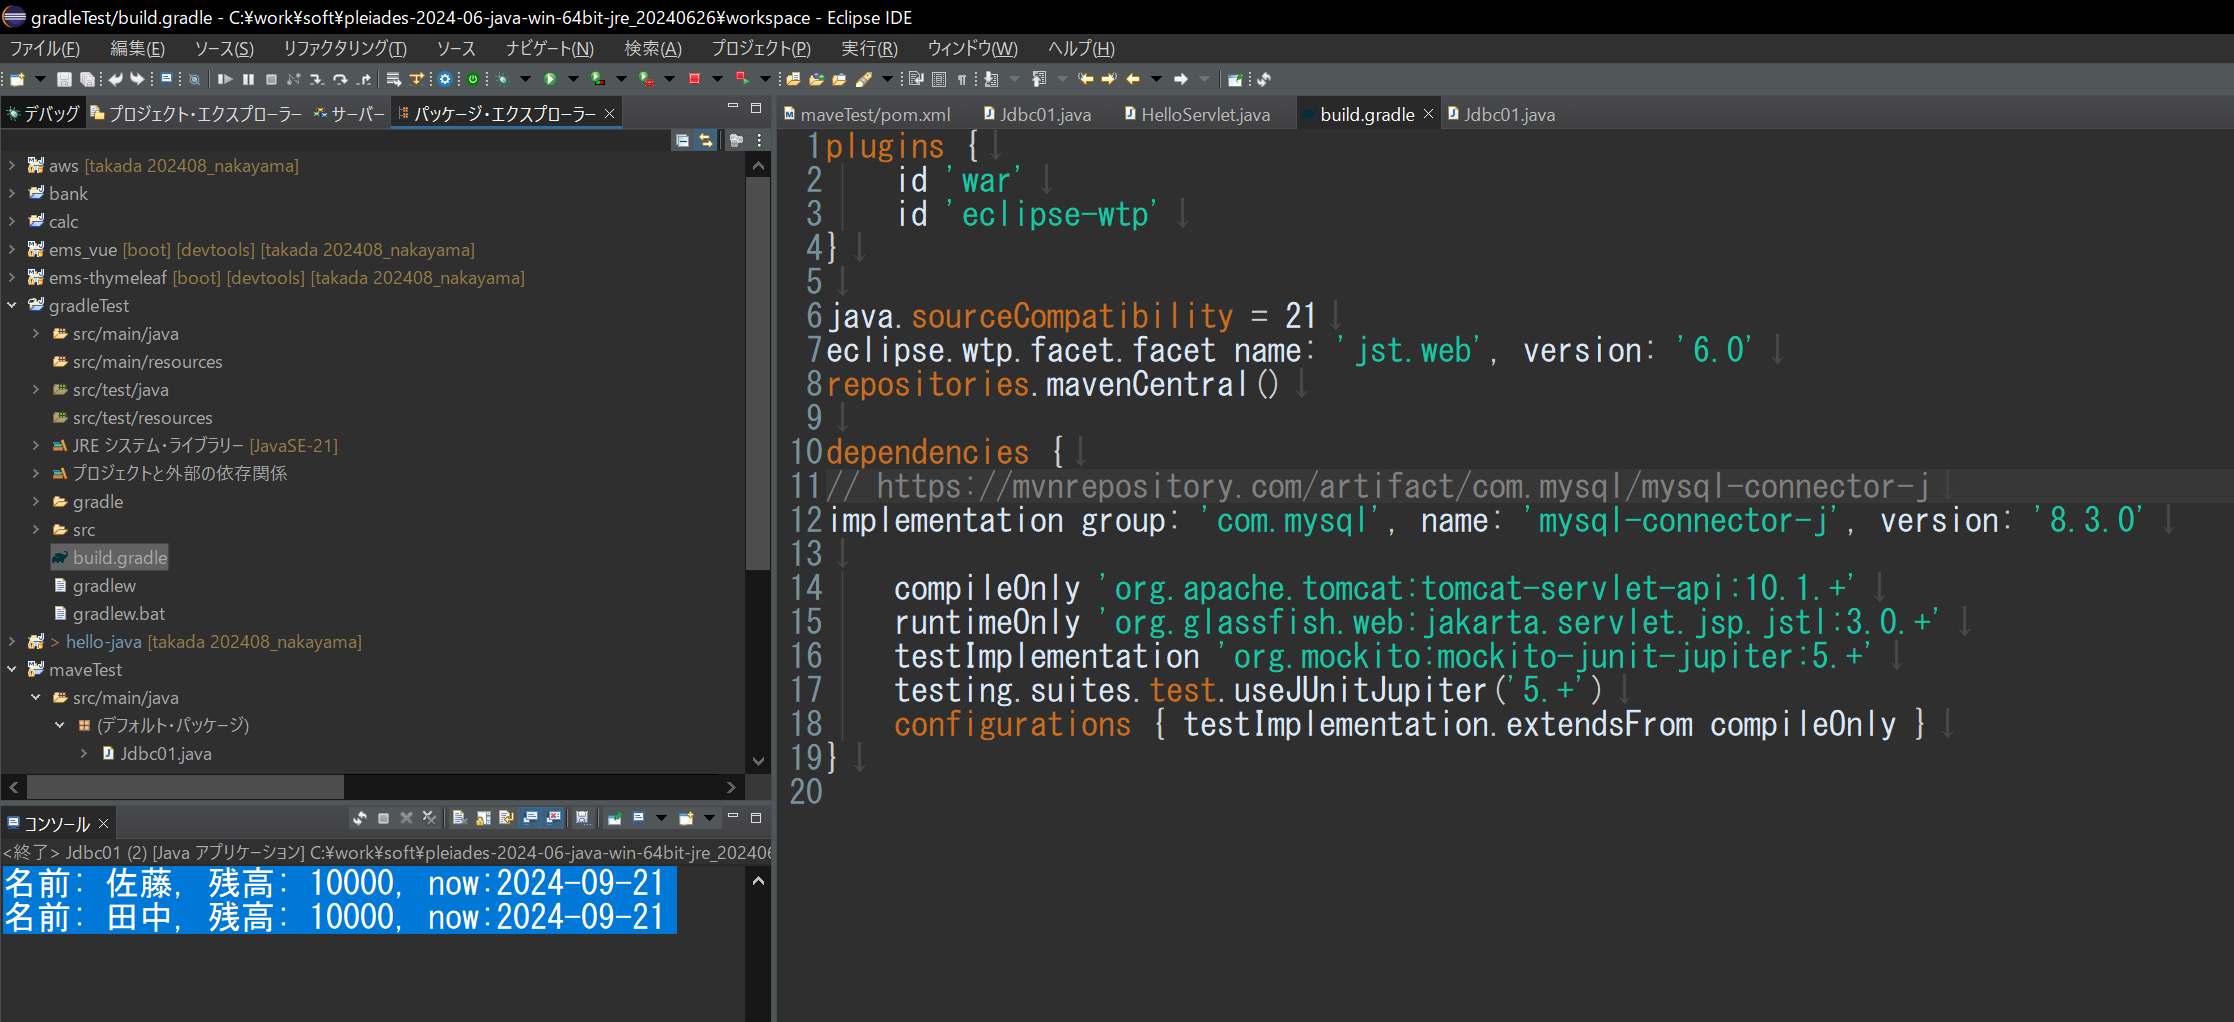 gradleTest/build.gradle - C:¥work¥soft¥pleiades-2024-06-java-win-64bit-jre_20240626¥workspace - Eclipse IDE
ファイル(F) 編集(E) ソース(S) リファクタリング(T) ソース ナビゲート(N) 検索(A) プロジェクト(P) 実行(R) ウィンドウ(W) ヘルプ(H)
デバッグ プロジェクト・エクスプローラー サーバー パッケージ・エクスプローラー
aws [takada 202408_nakayama]
bank
calc
ems_vue [boot] [devtools] [takada 202408_nakayama]
ems-thymeleaf [boot] [devtools] [takada 202408_nakayama]
gradleTest
src/main/java
src/main/resources
src/test/java
src/test/resources
JRE システム・ライブラリー [JavaSE-21]
プロジェクトと外部の依存関係
gradle
src
build.gradle
gradlew
gradlew.bat
> hello-java [takada 202408_nakayama]
maveTest
src/main/java
(デフォルト・パッケージ)
Jdbc01.java
コンソール
<終了> Jdbc01 (2) [Java アプリケーション] C:¥work¥soft¥pleiades-2024-06-java-win-64bit-jre_202406
名前: 佐藤, 残高: 10000, now:2024-09-21
名前: 田中, 残高: 10000, now:2024-09-21
maveTest/pom.xml Jdbc01.java HelloServlet.java build.gradle Jdbc01.java
1 plugins {↓
2     id 'war'↓
3     id 'eclipse-wtp'↓
4 }↓
5 ↓
6 java.sourceCompatibility = 21↓
7 eclipse.wtp.facet.facet name: 'jst.web', version: '6.0'↓
8 repositories.mavenCentral()↓
9 ↓
10 dependencies {↓
11 // https://mvnrepository.com/artifact/com.mysql/mysql-connector-j↓
12 implementation group: 'com.mysql', name: 'mysql-connector-j', version: '8.3.0'↓
13 ↓
14     compileOnly 'org.apache.tomcat:tomcat-servlet-api:10.1.+'↓
15     runtimeOnly 'org.glassfish.web:jakarta.servlet.jsp.jstl:3.0.+'↓
16     testImplementation 'org.mockito:mockito-junit-jupiter:5.+'↓
17     testing.suites.test.useJUnitJupiter('5.+')↓
18     configurations { testImplementation.extendsFrom compileOnly }↓
19 }↓
20